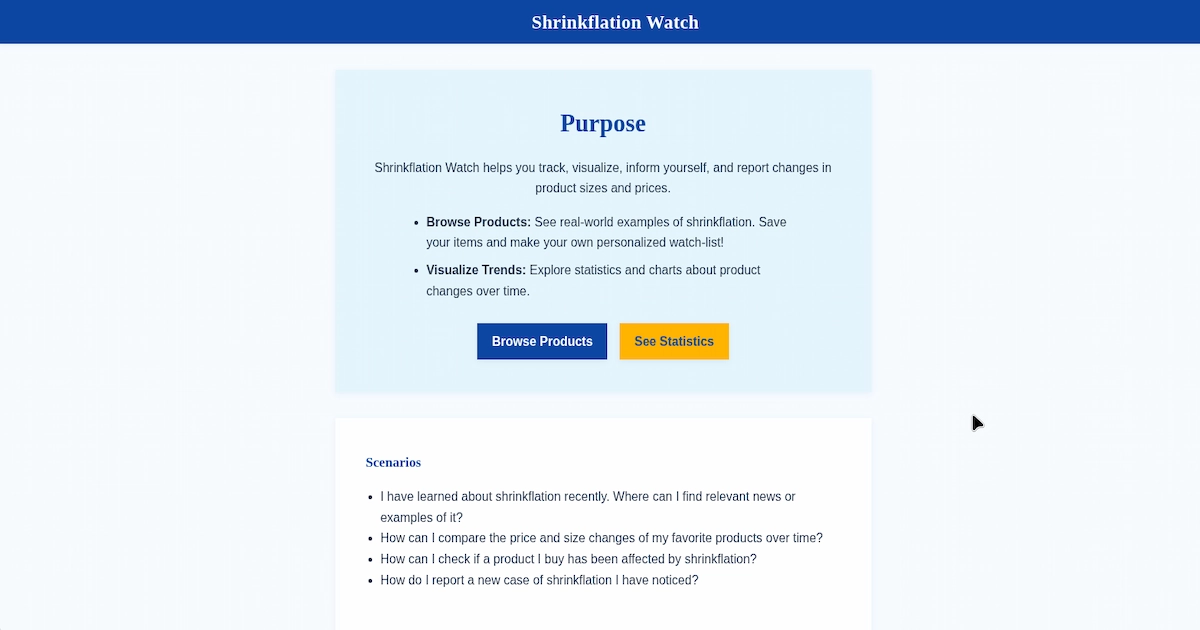 Shrinkflation Watch
Purpose
Shrinkflation Watch helps you track, visualize, inform yourself, and report changes in
product sizes and prices.
• Browse Products: See real-world examples of shrinkflation. Save
your items and make your own personalized watch-list!
• Visualize Trends: Explore statistics and charts about product
changes over time.
Browse Products See Statistics
Scenarios
• I have learned about shrinkflation recently. Where can I find relevant news or
examples of it?
• How can I compare the price and size changes of my favorite products over time?
• How can I check if a product I buy has been affected by shrinkflation?
• How do I report a new case of shrinkflation I have noticed?